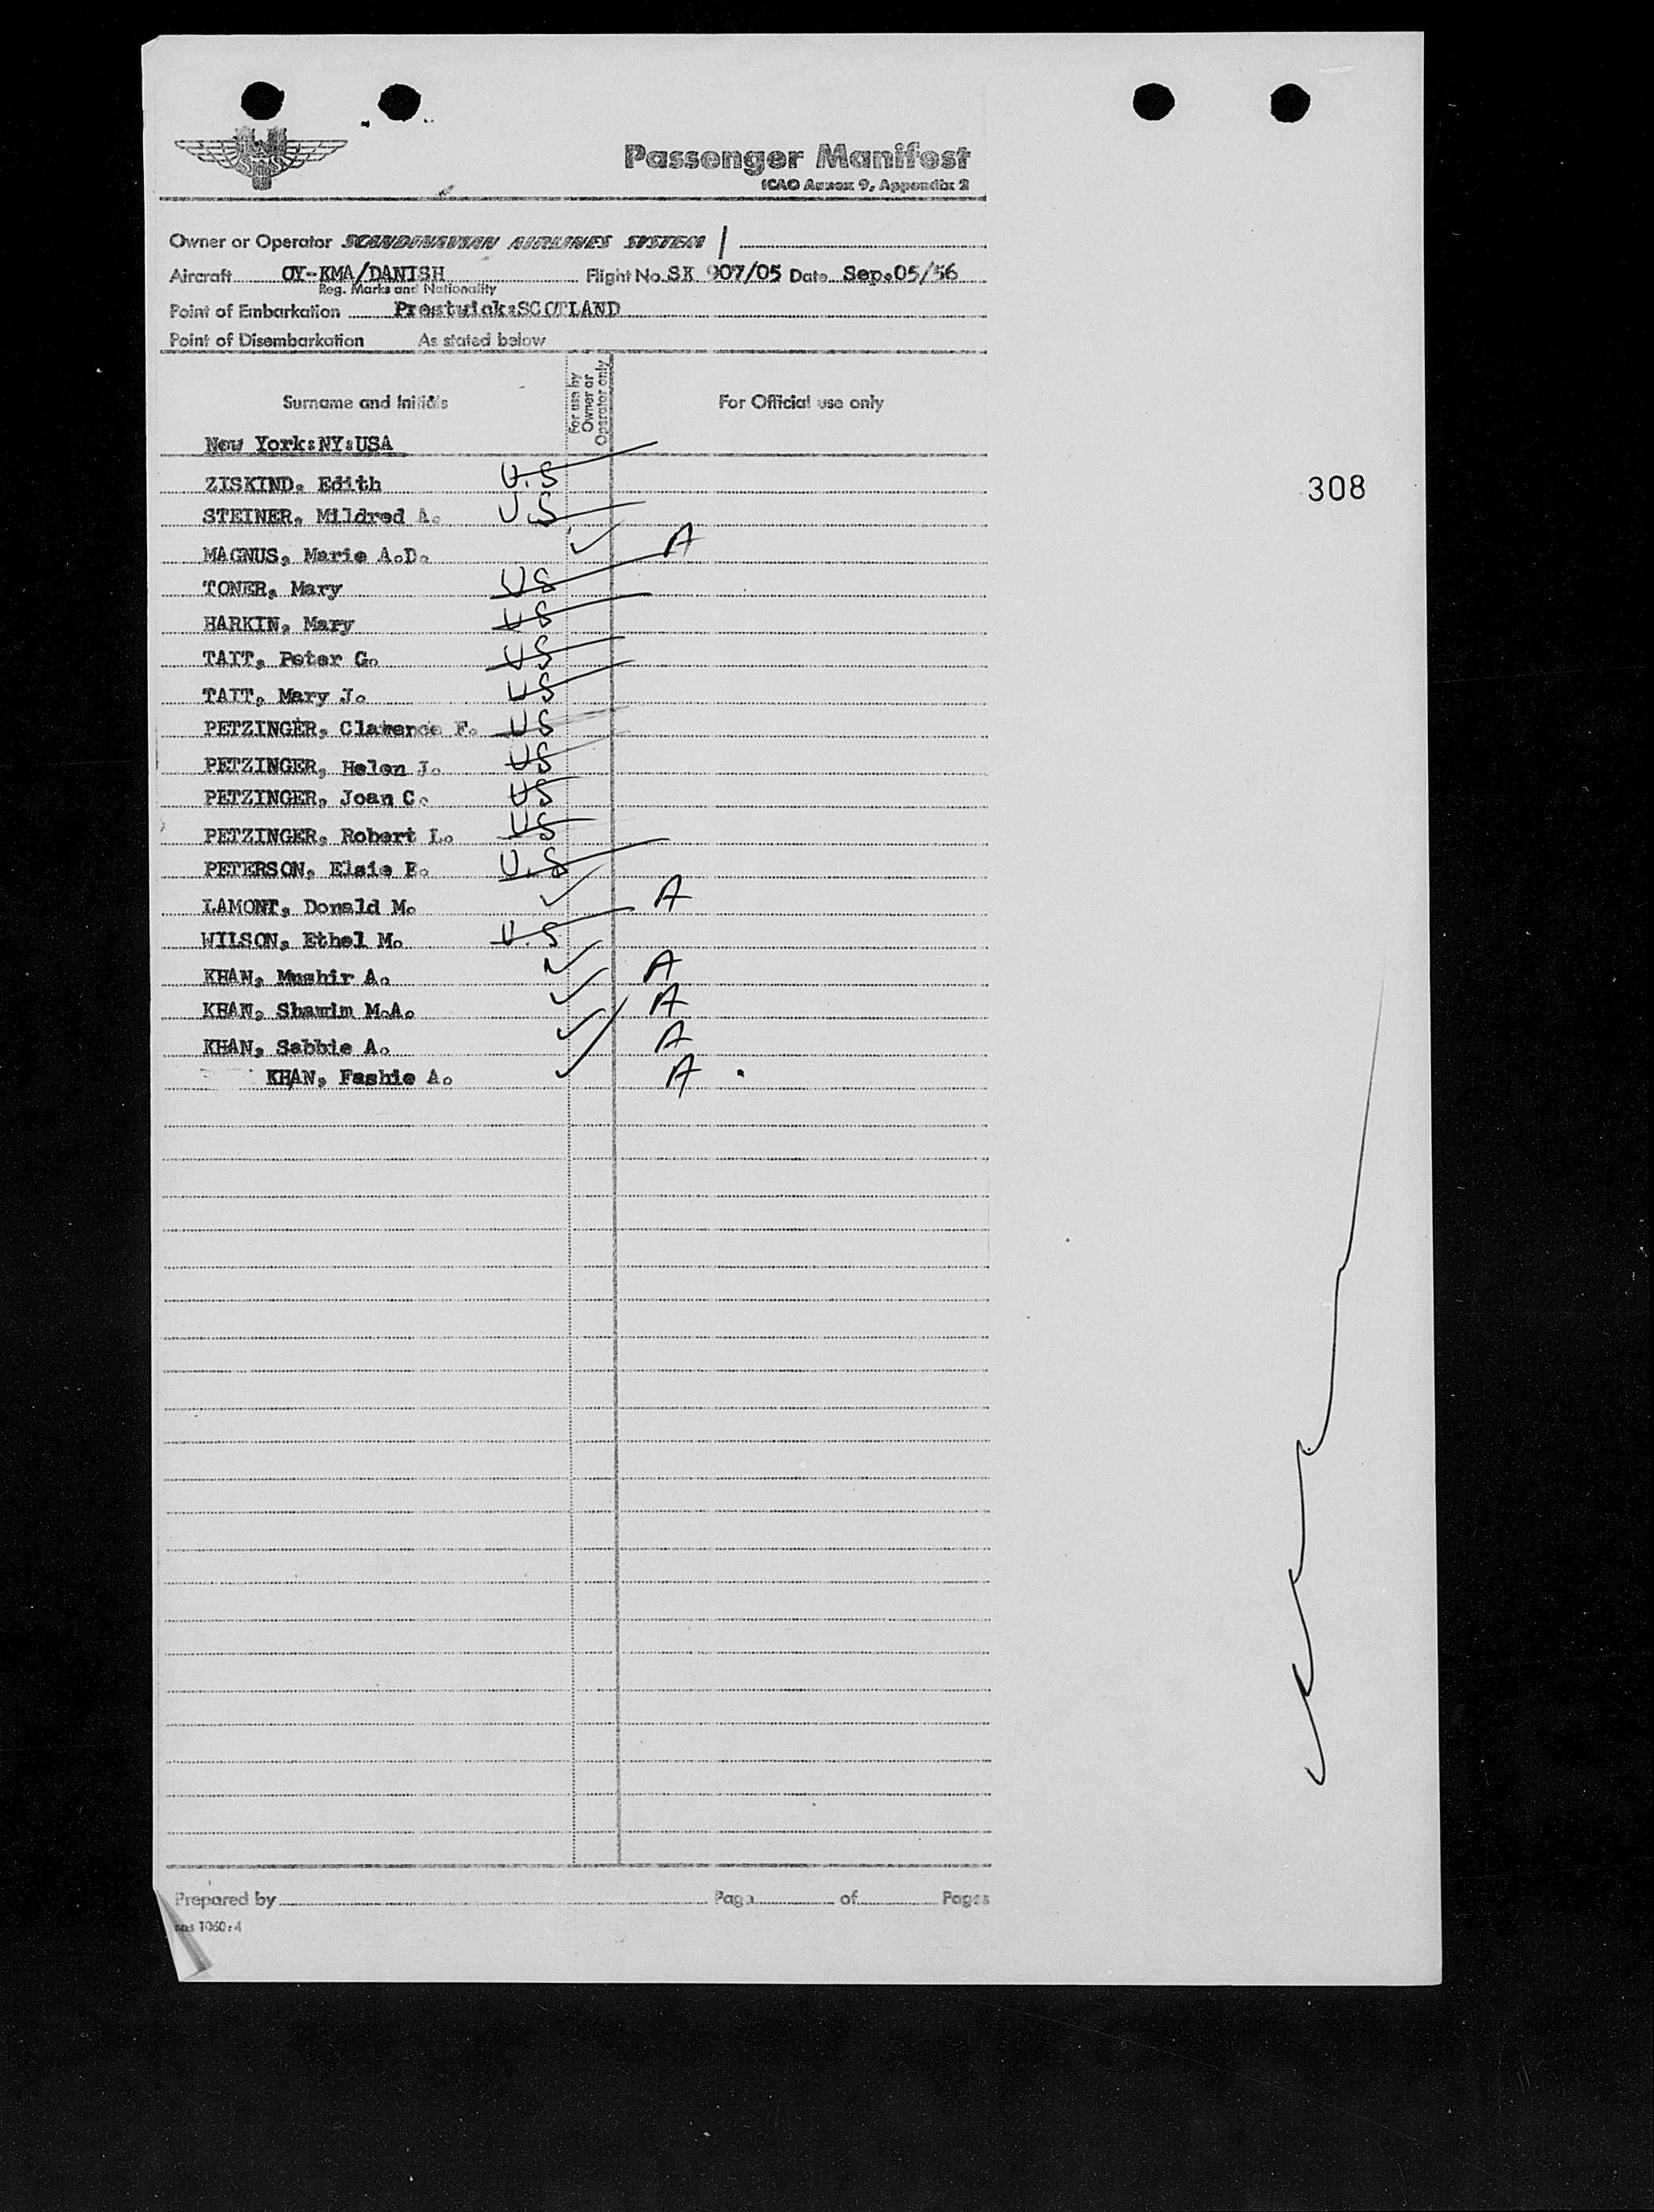 Passenger Manifest
ICAO Annex 9, Appendix 2
Owner or Operator SCANDINAVIAN AIRLINES SYSTEM
Aircraft OY-KMA/DANISH Flight No. SK 907/05 Date Sep.05/56
Reg. Marks and Nationality
Point of Embarkation Prestwick:SCOTLAND
Point of Disembarkation As stated below
Surname and Initials For use by Owner or Operator only For Official use only
New York:NY:USA
ZISKIND, Edith U.S
308
STEINER, Mildred A. U.S
MAGNUS, Marie A.D. ✓ A
TONER, Mary US
HARKIN, Mary US
TAIT, Peter G. US
TAIT, Mary J. US
PETZINGER, Clarence F. US
PETZINGER, Helen J. US
PETZINGER, Joan C. US
PETZINGER, Robert L. US
PETERSON, Elsie E. U.S
LAMONT, Donald M. ✓ A
WILSON, Ethel M. U.S
KHAN, Mushir A. ✓ A
KHAN, Shamim M.A. ✓ A
KHAN, Sabbie A. ✓ A
KHAN, Fashie A. ✓ A
Prepared by Page of Pages
sas 1060:4